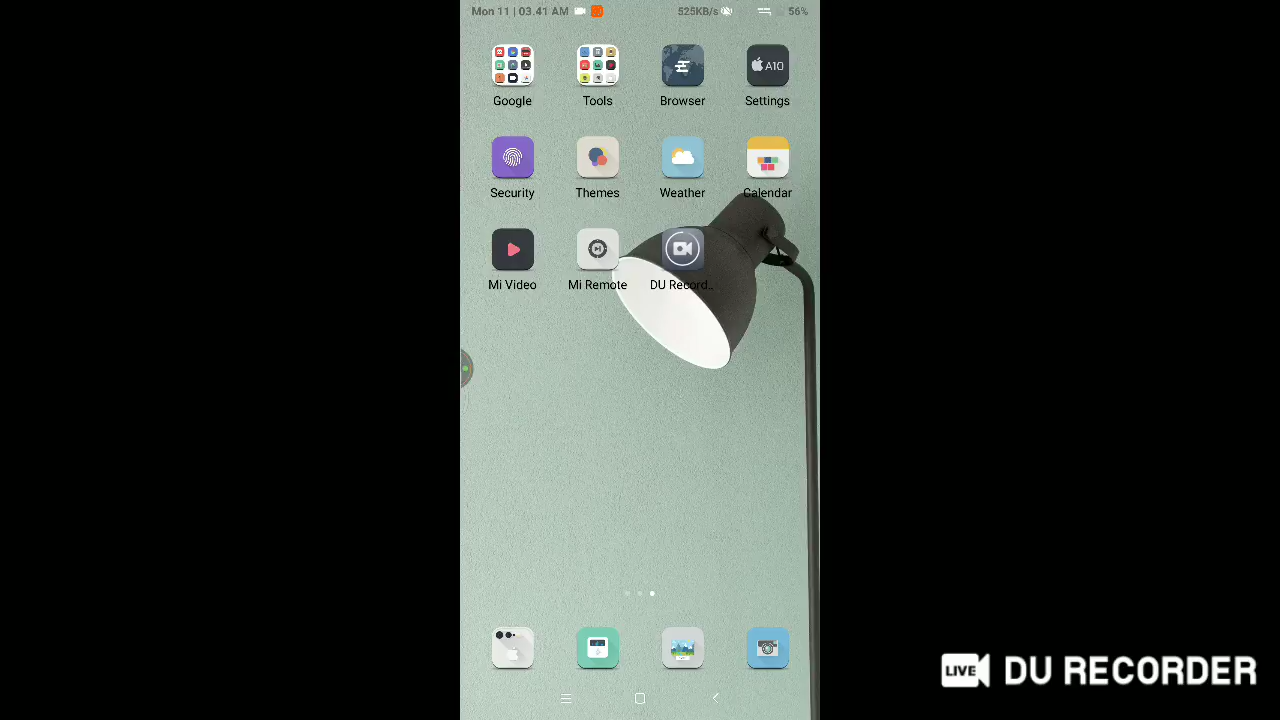 Mon 11 | 03.41 AM 525KB/s 56%
Google Tools Browser Settings
A10
Security Themes Weather Calendar
Mi Video Mi Remote DU Record..
LIVE DU RECORDER